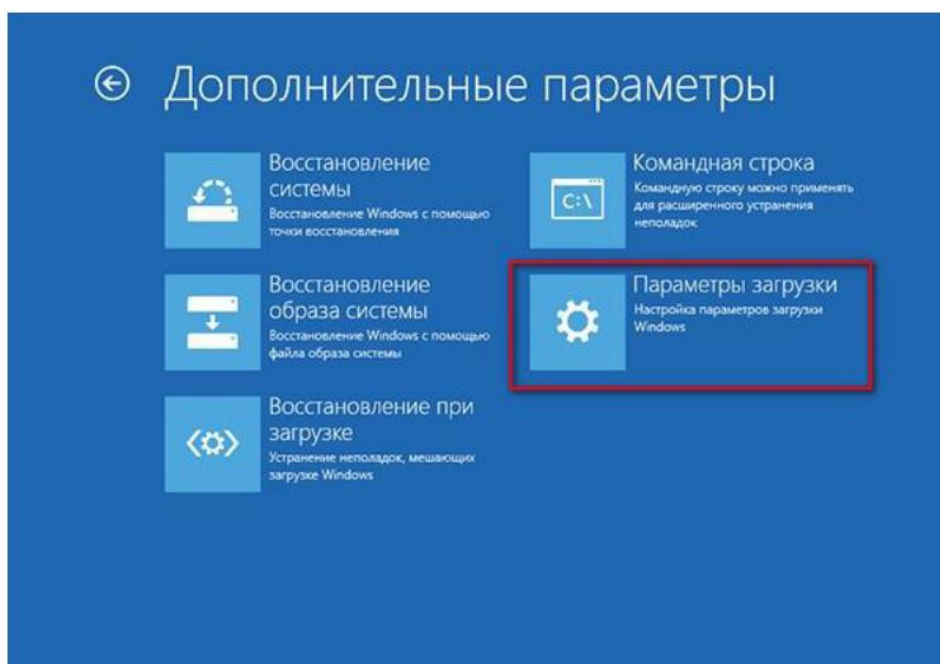 Дополнительные параметры
Восстановление
системы
Восстановление Windows с помощью
точки восстановления
Восстановление
образа системы
Восстановление Windows с помощью
файла образа системы
Восстановление при
загрузке
Устранение неполадок, мешающих
загрузке Windows
Командная строка
Командную строку можно применять
для расширенного устранения
неполадок
C:\
Параметры загрузки
Настройка параметров загрузки
Windows